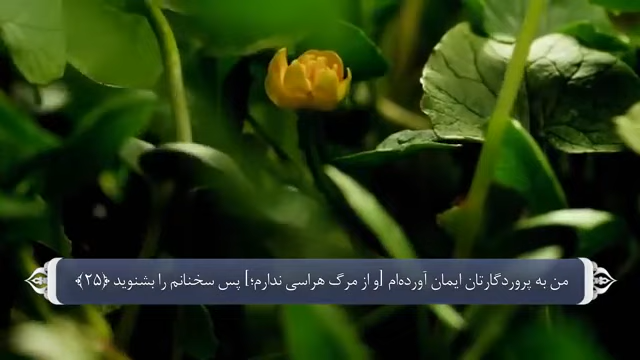 من به پروردگارتان ایمان آورده‌ام [و از مرگ هراسی ندارم؛] پس سخنانم را بشنوید ﴿۲۵﴾